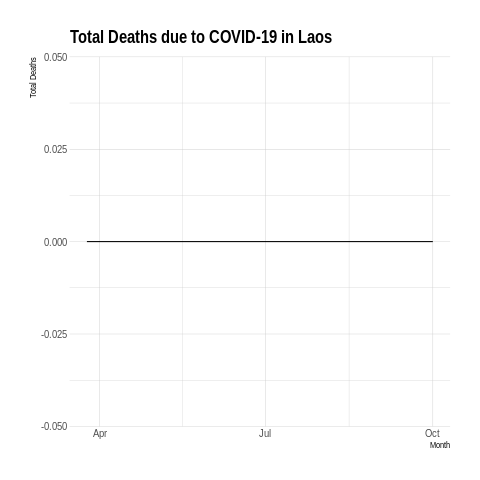 Total Deaths due to COVID-19 in Laos
Total Deaths
0.050
0.025
0.000
-0.025
-0.050
Apr
Jul
Oct
Month